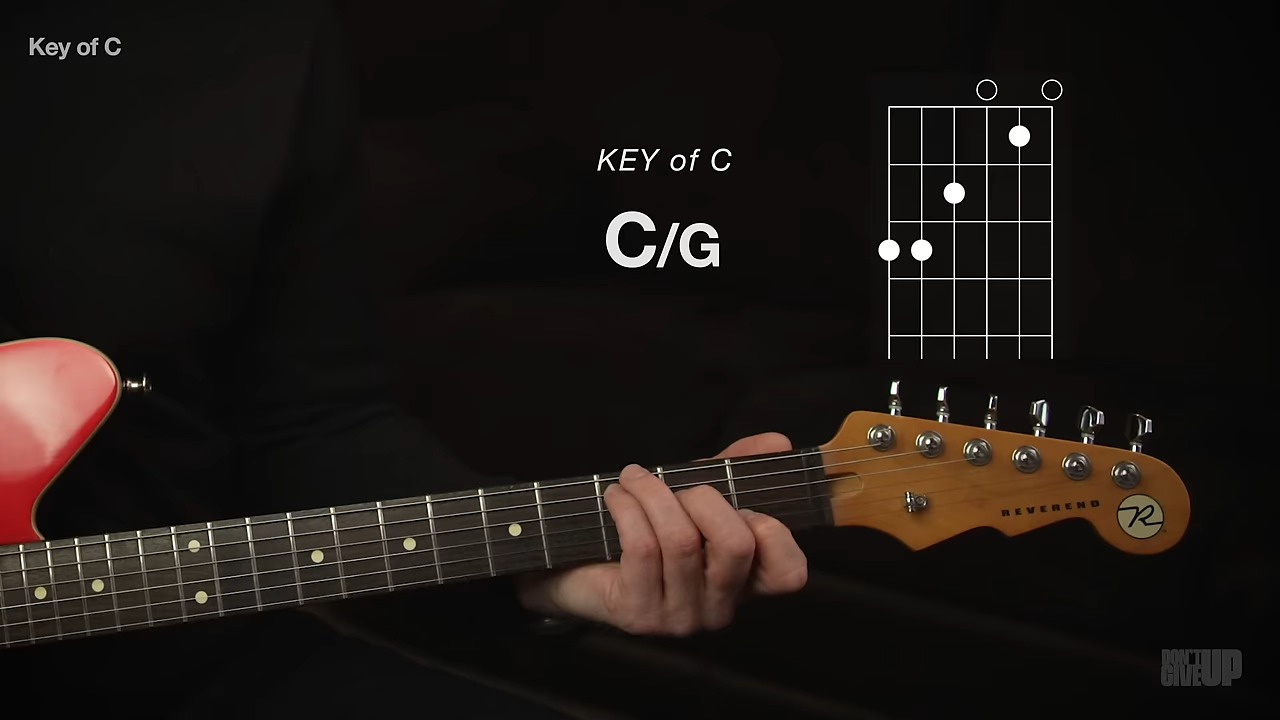 Key of C
KEY of C
C/G
REVEREND
R
DON'T
GIVE UP